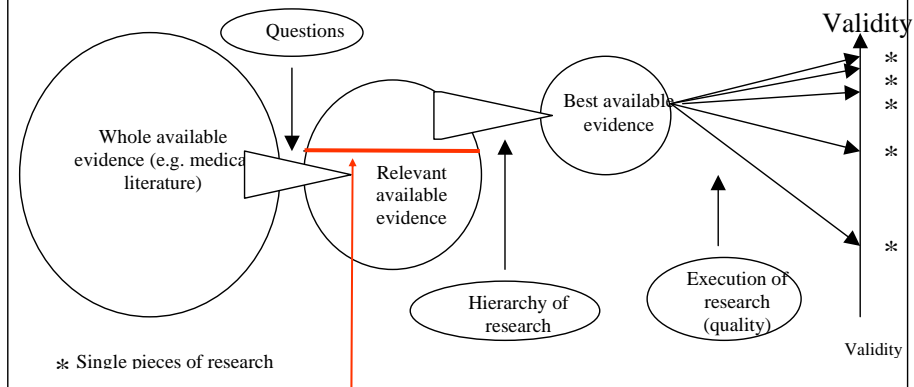 Validity
Questions
Whole available
evidence (e.g. medica
literature)
Relevant
available
evidence
Best available
evidence
*
*
*
*
*
Hierarchy of
research
Execution of
research
(quality)
Validity
* Single pieces of research